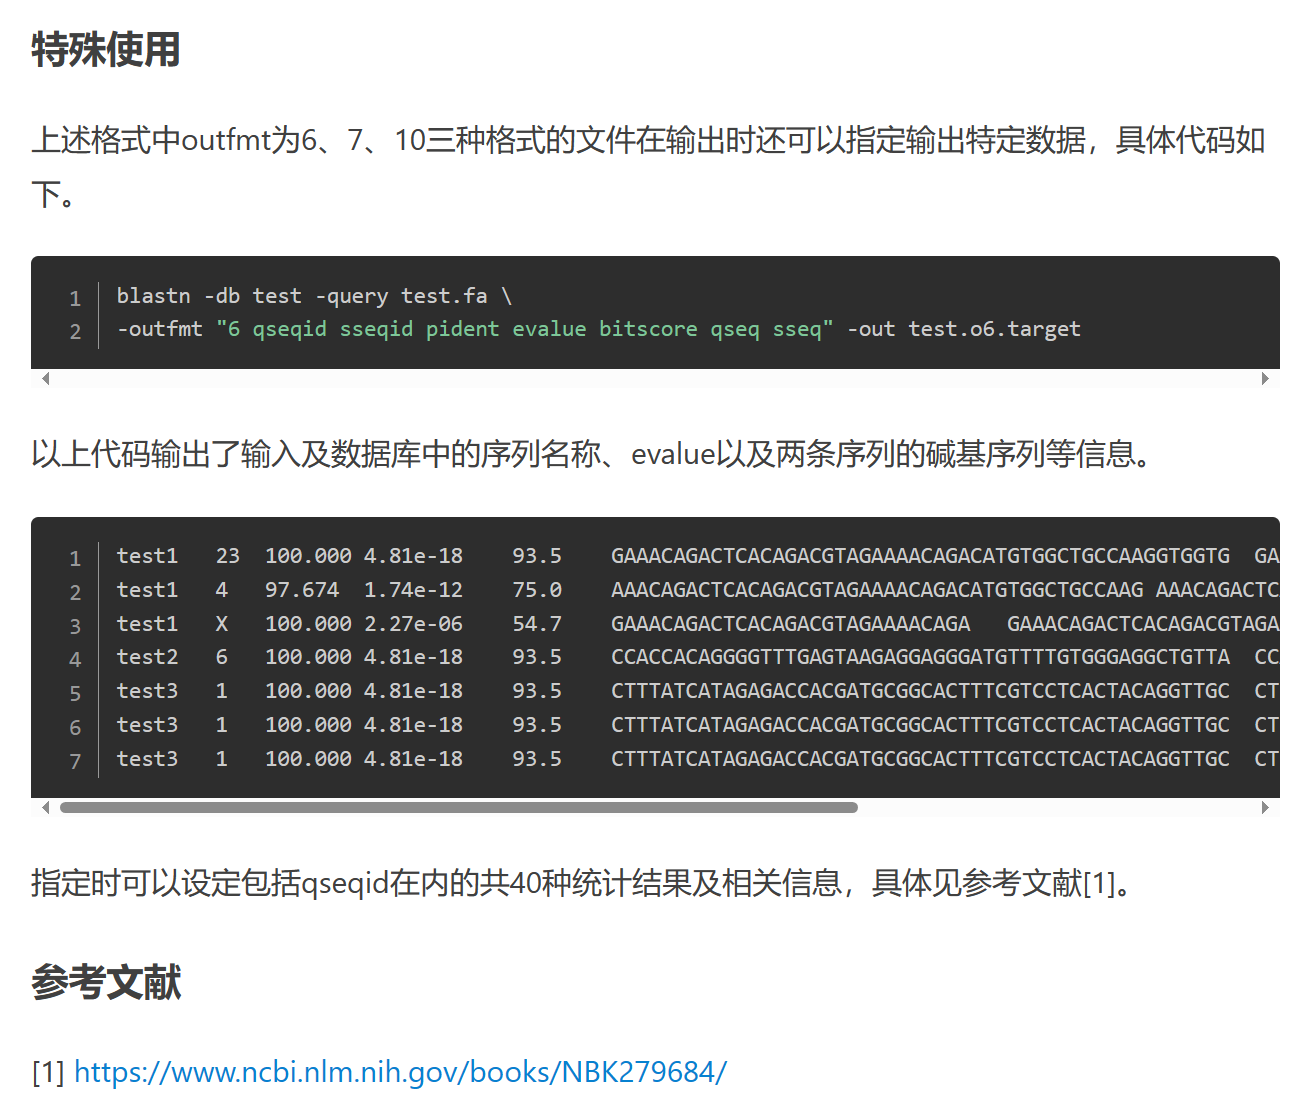 特殊使用
上述格式中outfmt为6、7、10三种格式的文件在输出时还可以指定输出特定数据，具体代码如
下。
1 blastn -db test -query test.fa \
2 -outfmt "6 qseqid sseqid pident evalue bitscore qseq sseq" -out test.o6.target
以上代码输出了输入及数据库中的序列名称、evalue以及两条序列的碱基序列等信息。
1 test1 23 100.000 4.81e-18 93.5 GAAACAGACTCACAGACGTAGAAAACAGACATGTGGCTGCCAAGGTGGTG GA
2 test1 4 97.674 1.74e-12 75.0 AAACAGACTCACAGACGTAGAAAACAGACATGTGGCTGCCAAG AAACAGACTC
3 test1 X 100.000 2.27e-06 54.7 GAAACAGACTCACAGACGTAGAAAACAGA GAAACAGACTCACAGACGTAGA
4 test2 6 100.000 4.81e-18 93.5 CCACCACAGGGGTTTGAGTAAGAGGAGGGATGTTTTGTGGGAGGCTGTTA CC
5 test3 1 100.000 4.81e-18 93.5 CTTTATCATAGAGACCACGATGCGGCACTTTCGTCCTCACTACAGGTTGC CT
6 test3 1 100.000 4.81e-18 93.5 CTTTATCATAGAGACCACGATGCGGCACTTTCGTCCTCACTACAGGTTGC CT
7 test3 1 100.000 4.81e-18 93.5 CTTTATCATAGAGACCACGATGCGGCACTTTCGTCCTCACTACAGGTTGC CT
指定时可以设定包括qseqid在内的共40种统计结果及相关信息，具体见参考文献[1]。
参考文献
[1] https://www.ncbi.nlm.nih.gov/books/NBK279684/